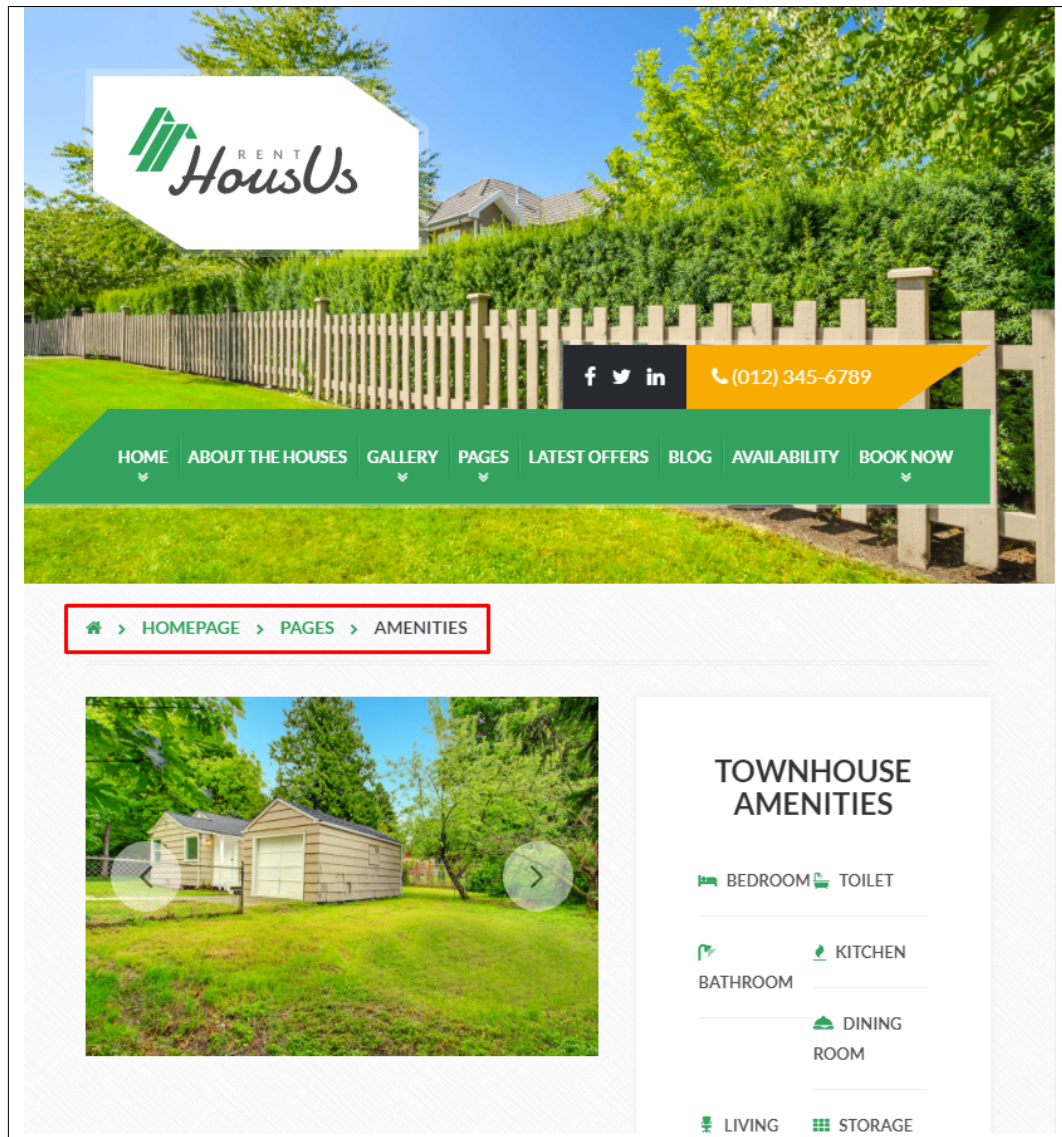 RENT
HousUs
(012) 345-6789
HOME ABOUT THE HOUSES GALLERY PAGES LATEST OFFERS BLOG AVAILABILITY BOOK NOW
> HOMEPAGE > PAGES > AMENITIES
TOWNHOUSE
AMENITIES
BEDROOM TOILET
BATHROOM
KITCHEN
DINING
ROOM
LIVING STORAGE